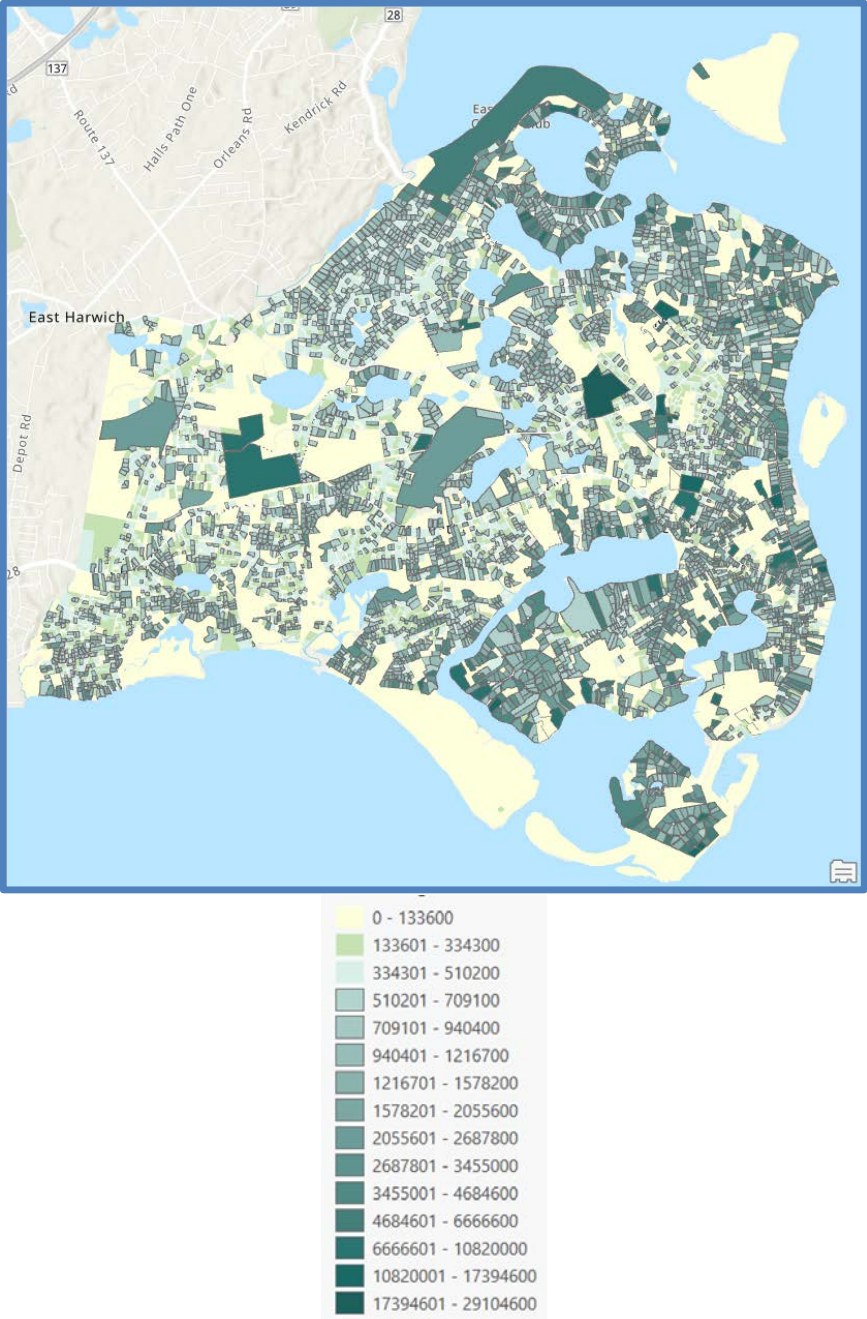 28
137
Route 137
Halls Path One
Orleans Rd
Kendrick Rd
East Harwich
Depot Rd
28
0 - 133600
133601 - 334300
334301 - 510200
510201 - 709100
709101 - 940400
940401 - 1216700
1216701 - 1578200
1578201 - 2055600
2055601 - 2687800
2687801 - 3455000
3455001 - 4684600
4684601 - 6666600
6666601 - 10820000
10820001 - 17394600
17394601 - 29104600